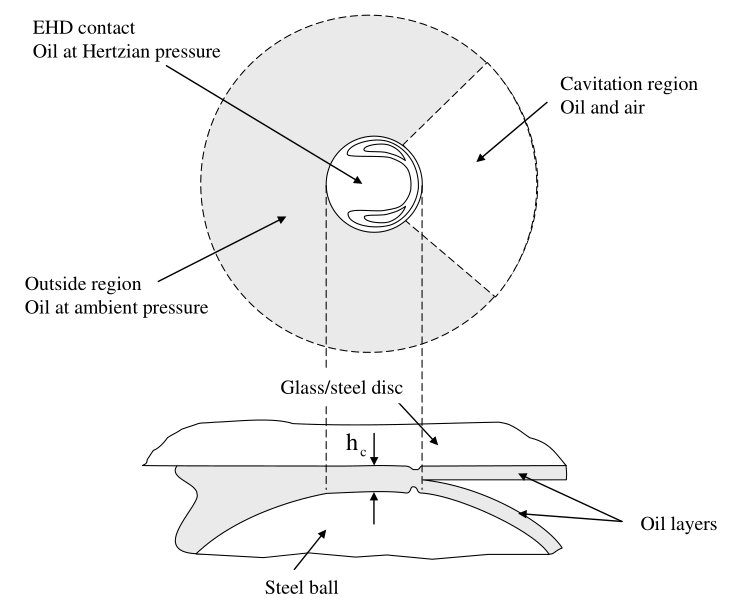 EHD contact
Oil at Hertzian pressure
Cavitation region
Oil and air
Outside region
Oil at ambient pressure
Glass/steel disc
hc
Oil layers
Steel ball